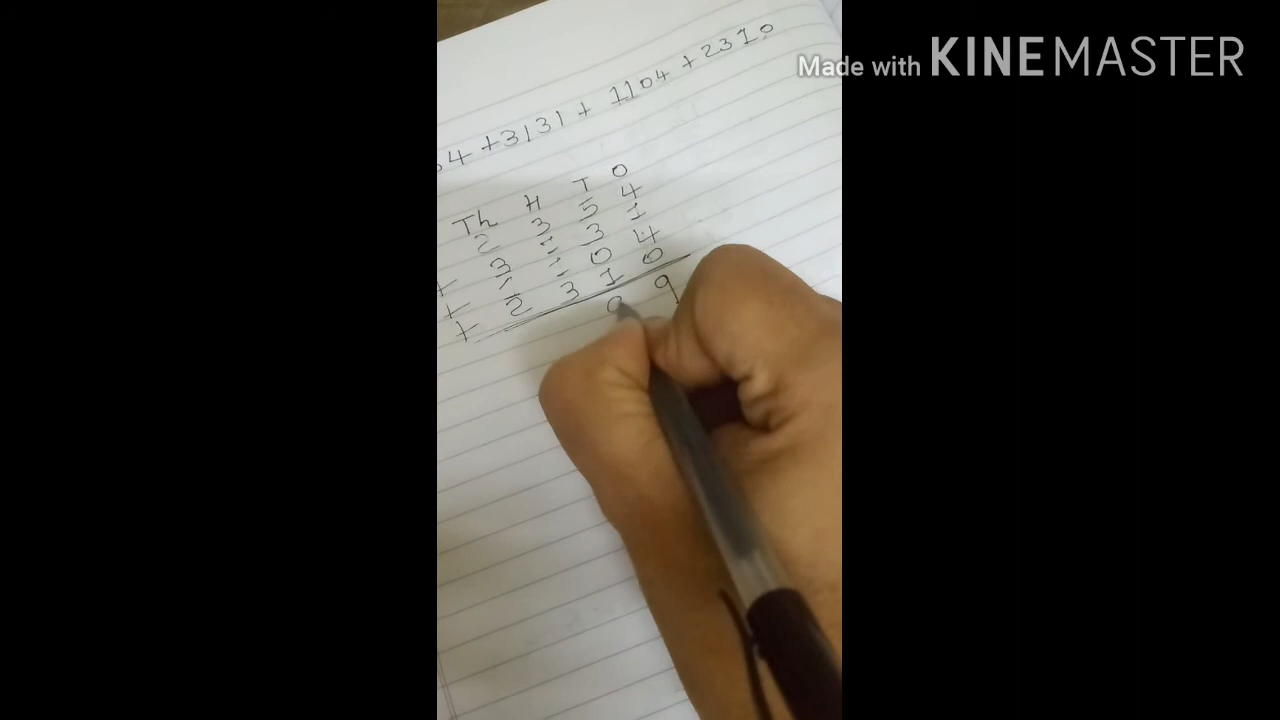 Made with KINEMASTER
4 + 3131 + 1104 + 2310
Th H T O
2 3 5 4
+ 3 1 3 1
+ 1 1 0 4
+ 2 3 1 0
9